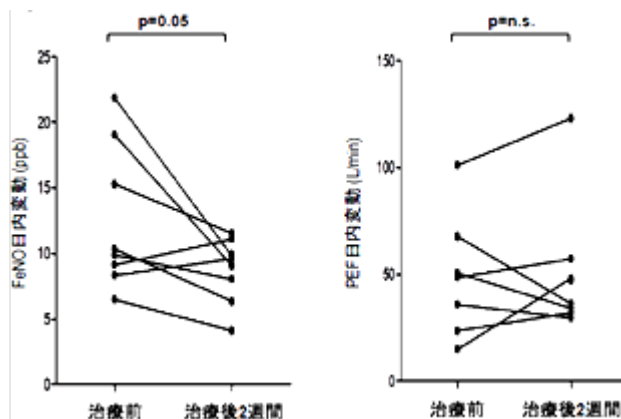 p=0.05
FeNO日内変動 (ppb)
25
20
15
10
5
0
治療前
治療後2週間
p=n.s.
PEF日内変動 (L/min)
150
100
50
0
治療前
治療後2週間